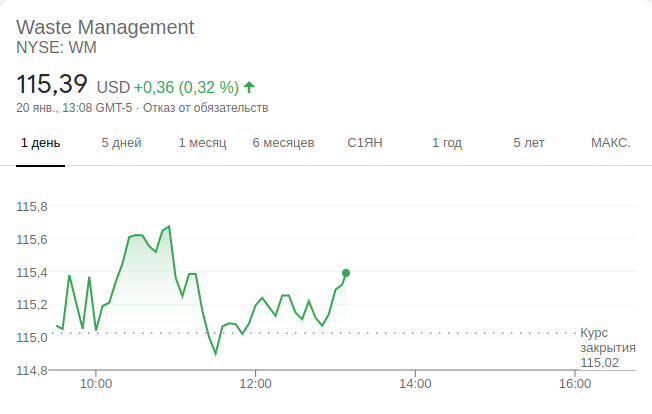 Waste Management
NYSE: WM
115,39 USD +0,36 (0,32 %)
20 янв., 13:08 GMT-5 · Отказ от обязательств
1 день 5 дней 1 месяц 6 месяцев С1ЯН 1 год 5 лет МАКС.
115,8
115,6
115,4
115,2
115,0
114,8
Курс
закрытия
115,02
10:00 12:00 14:00 16:00